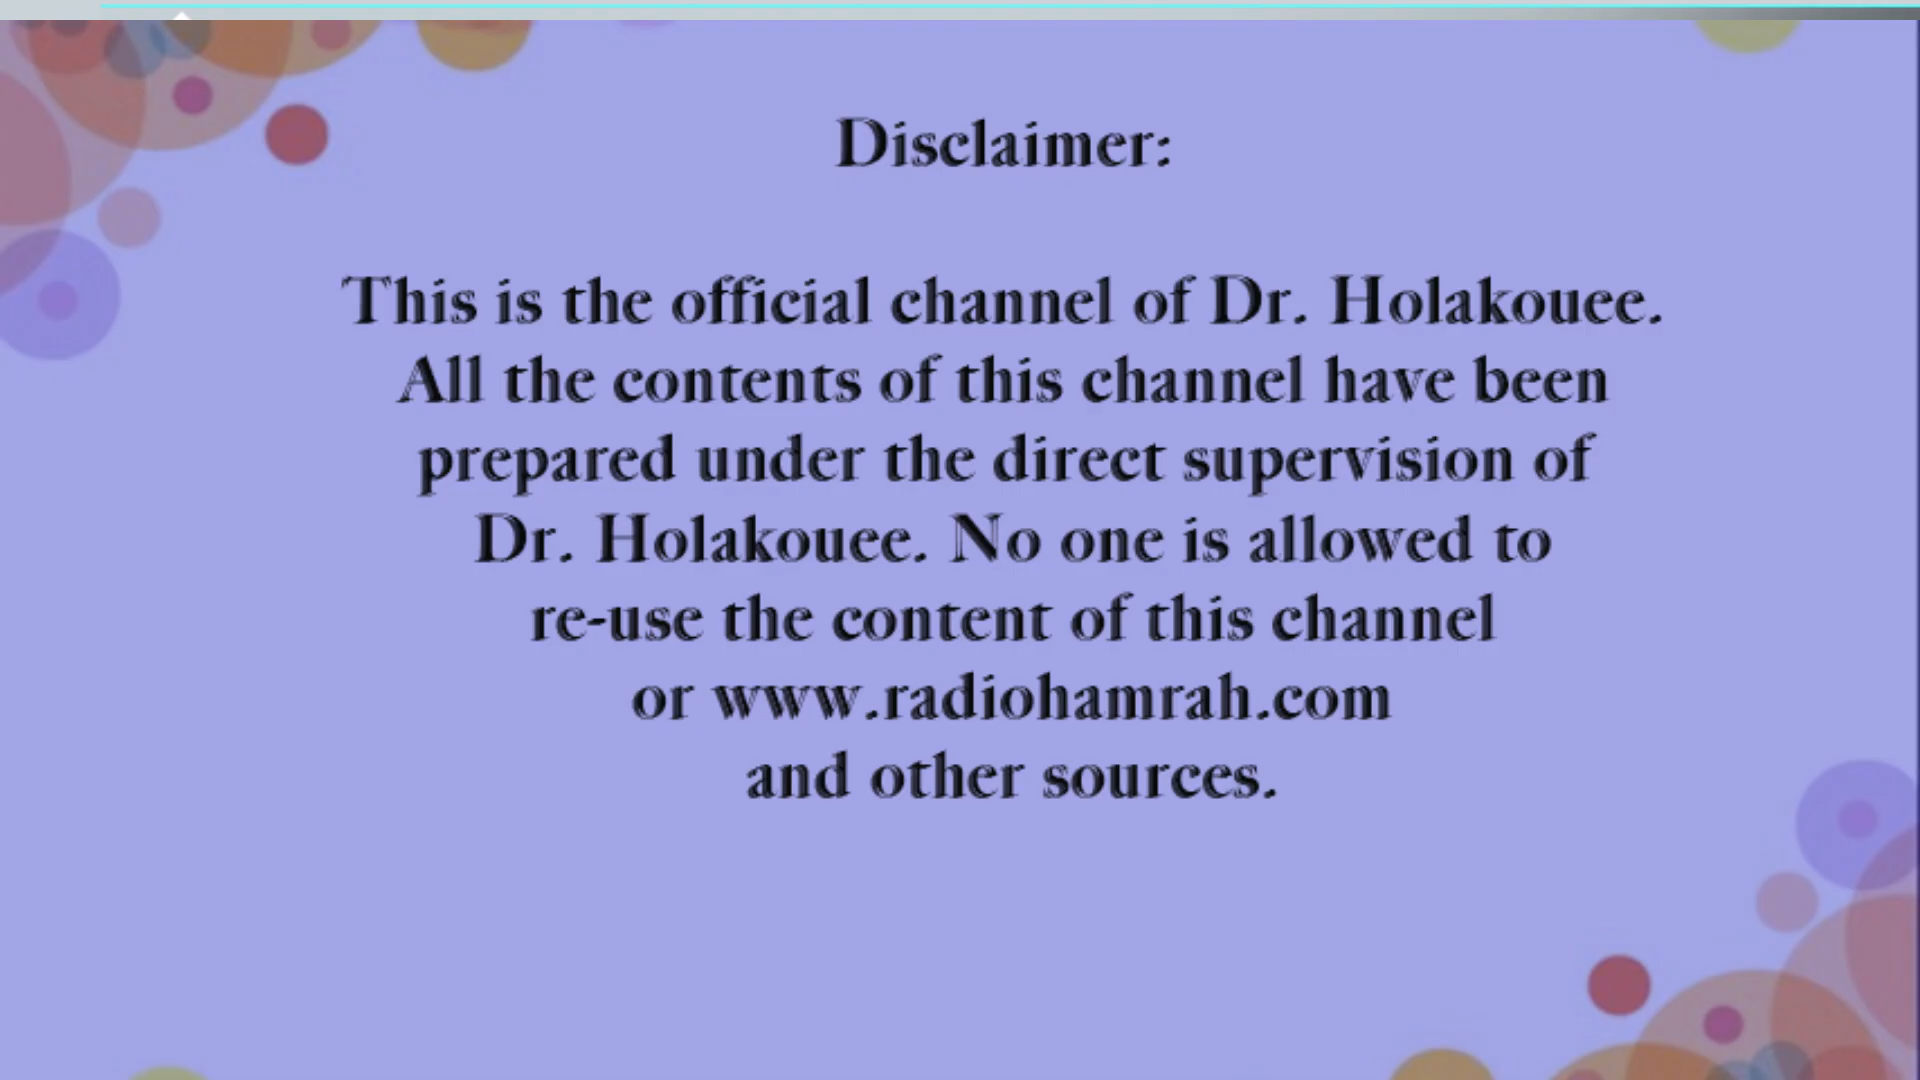 Disclaimer:
This is the official channel of Dr. Holakouee.
All the contents of this channel have been
prepared under the direct supervision of
Dr. Holakouee. No one is allowed to
re-use the content of this channel
or www.radiohamrah.com
and other sources.